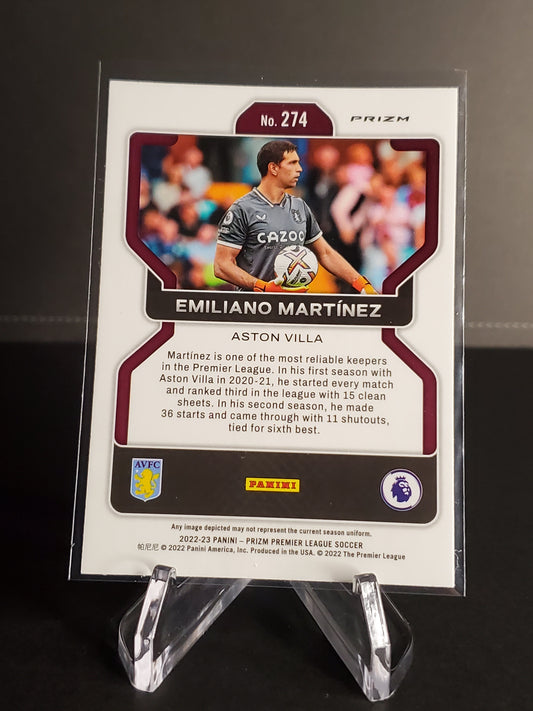 No. 274
PRIZM
CAZOO
EMILIANO MARTÍNEZ
ASTON VILLA
Martínez is one of the most reliable keepers
in the Premier League. In his first season with
Aston Villa in 2020-21, he started every match
and ranked third in the league with 15 clean
sheets. In his second season, he made
36 starts and came through with 11 shutouts,
tied for sixth best.
AVFC
PANINI
Any image depicted may not represent the current season uniform.
2022-23 PANINI – PRIZM PREMIER LEAGUE SOCCER
帕尼尼 © 2022 Panini America, Inc. Produced in the USA. © 2022 The Premier League